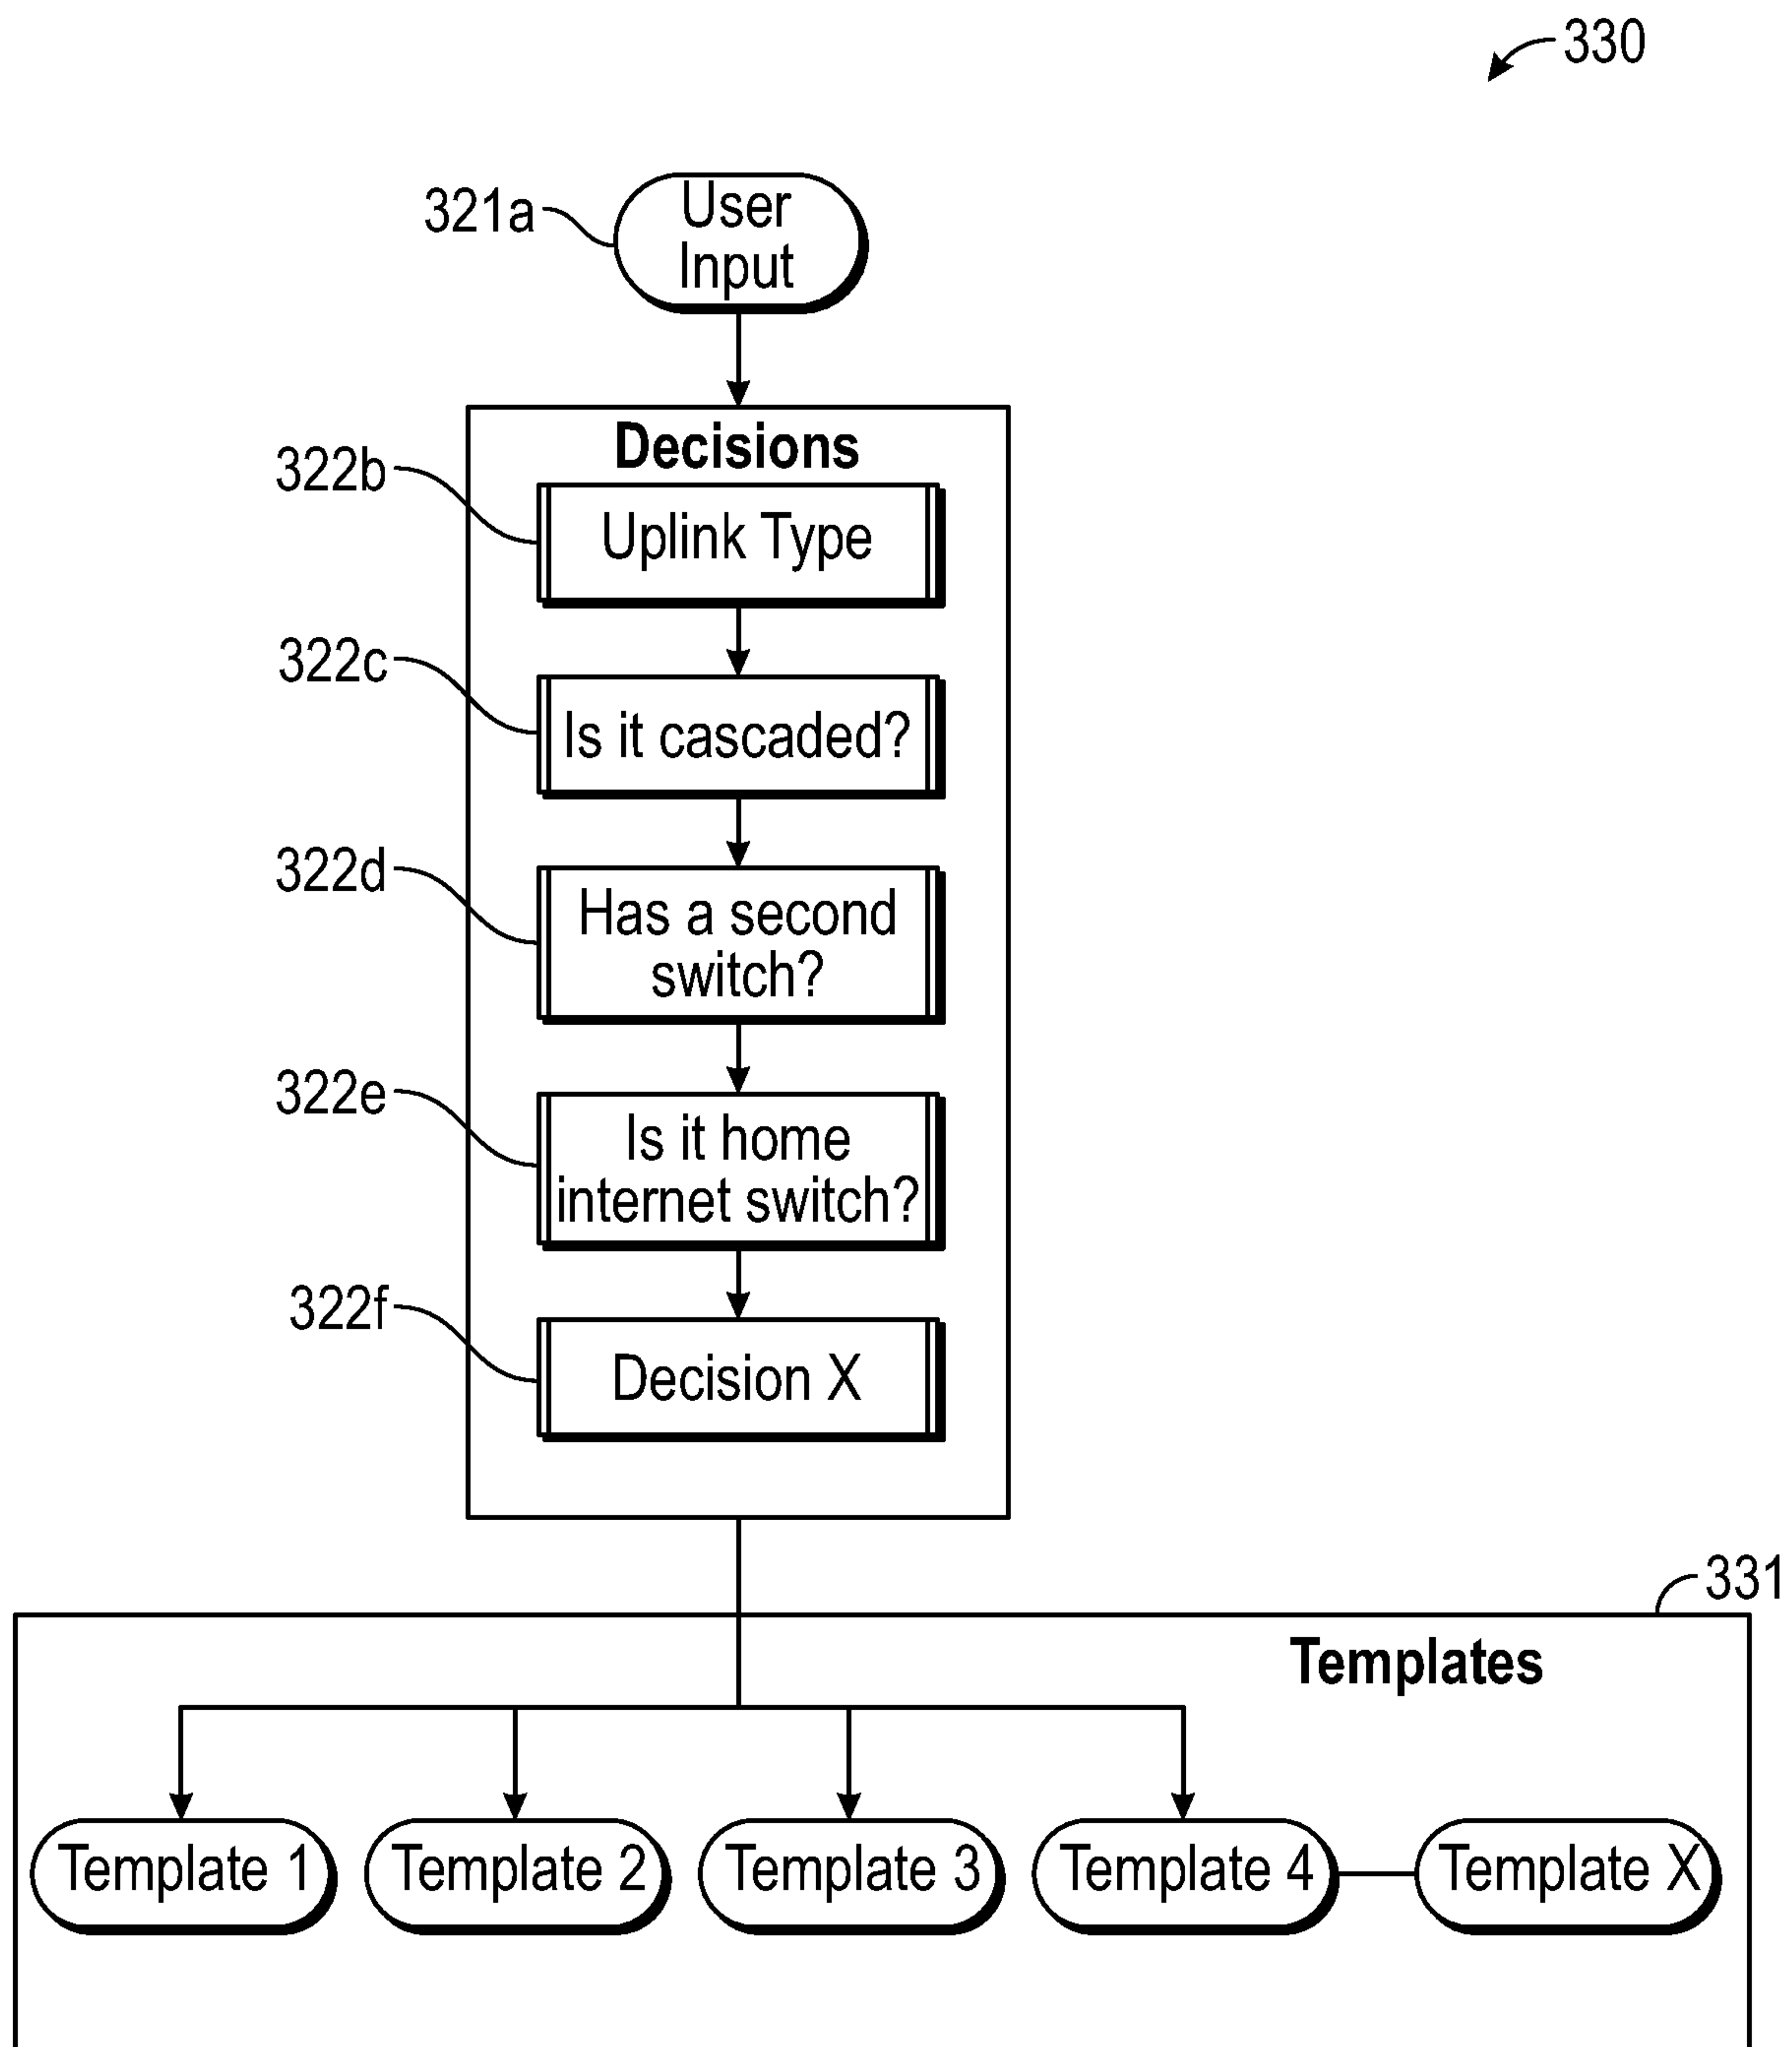 330
321a
User
Input
Decisions
322b
Uplink Type
322c
Is it cascaded?
322d
Has a second
switch?
322e
Is it home
internet switch?
322f
Decision X
331
Templates
Template 1
Template 2
Template 3
Template 4
Template X